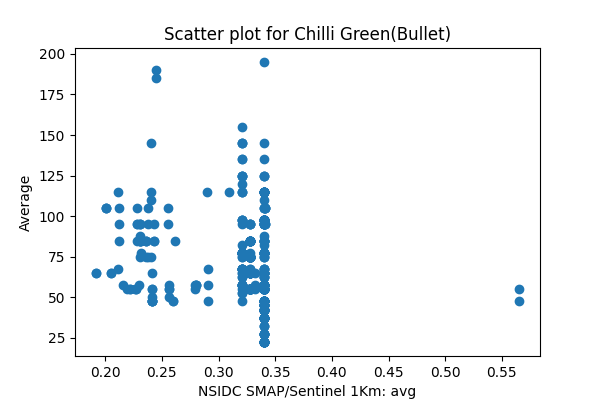 Scatter plot for Chilli Green(Bullet)
200
175
150
125
100
75
50
25
Average
0.20 0.25 0.30 0.35 0.40 0.45 0.50 0.55
NSIDC SMAP/Sentinel 1Km: avg